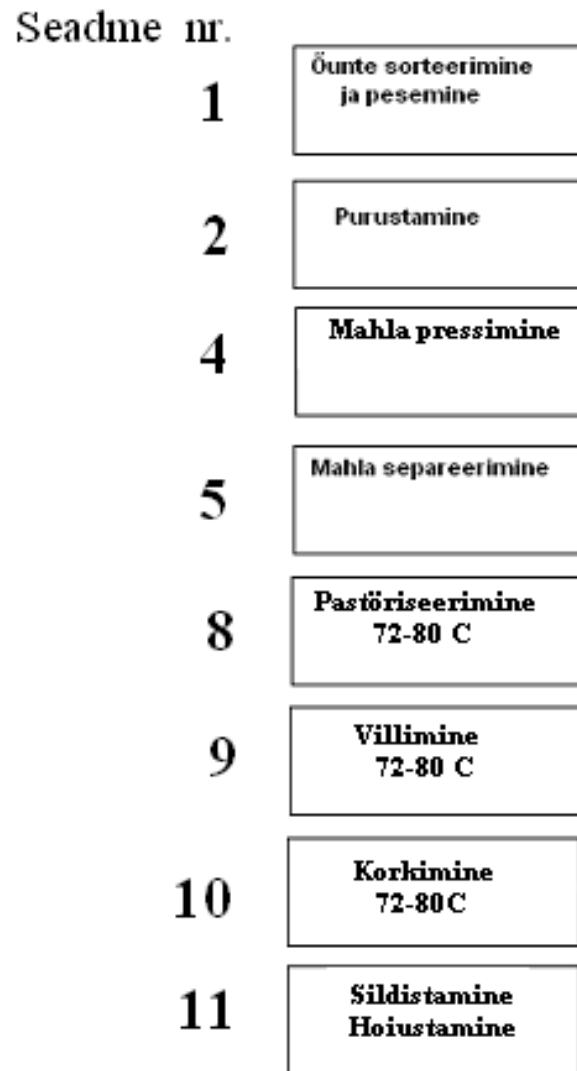 Seadme nr.
1
Õunte sorteerimine
ja pesemine
2
Purustamine
4
Mahla pressimine
5
Mahla separeerimine
8
Pastöriseerimine
72-80 C
9
Villimine
72-80 C
10
Korkimine
72-80C
11
Sildistamine
Hoiustamine